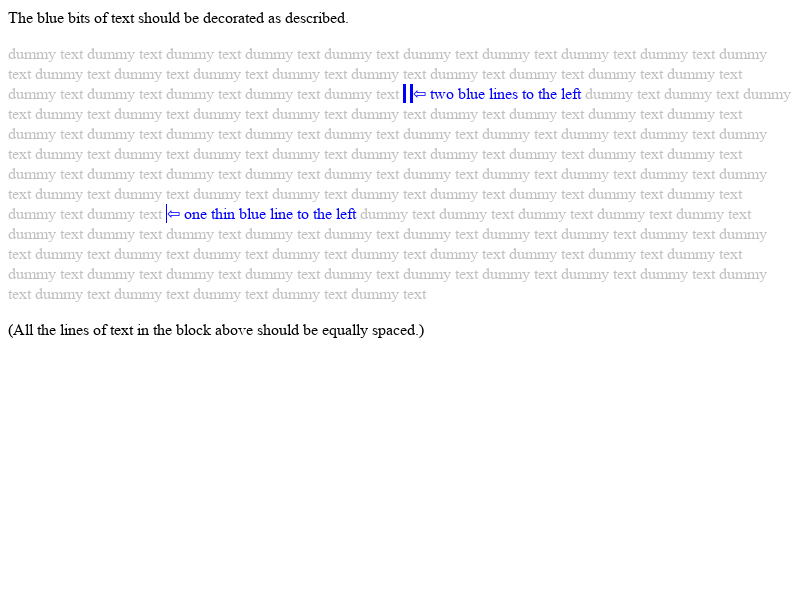 The blue bits of text should be decorated as described.
dummy text dummy text dummy text dummy text dummy text dummy text dummy text dummy text dummy text dummy
text dummy text dummy text dummy text dummy text dummy text dummy text dummy text dummy text dummy text
dummy text dummy text dummy text dummy text dummy text ⇦ two blue lines to the left dummy text dummy text dummy
text dummy text dummy text dummy text dummy text dummy text dummy text dummy text dummy text dummy text
dummy text dummy text dummy text dummy text dummy text dummy text dummy text dummy text dummy text dummy
text dummy text dummy text dummy text dummy text dummy text dummy text dummy text dummy text dummy text
dummy text dummy text dummy text dummy text dummy text dummy text dummy text dummy text dummy text dummy
text dummy text dummy text dummy text dummy text dummy text dummy text dummy text dummy text dummy text
dummy text dummy text ⇦ one thin blue line to the left dummy text dummy text dummy text dummy text dummy text
dummy text dummy text dummy text dummy text dummy text dummy text dummy text dummy text dummy text dummy
text dummy text dummy text dummy text dummy text dummy text dummy text dummy text dummy text dummy text
dummy text dummy text dummy text dummy text dummy text dummy text dummy text dummy text dummy text dummy
text dummy text dummy text dummy text dummy text dummy text
(All the lines of text in the block above should be equally spaced.)